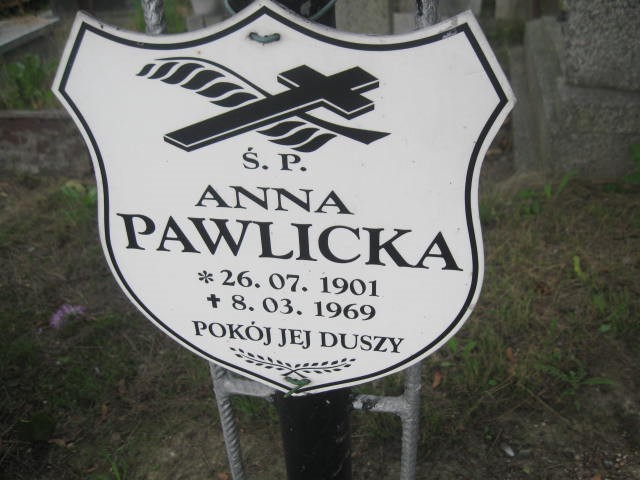 Ś. P.
ANNA
PAWLICKA
* 26. 07. 1901
✝ 8. 03. 1969
POKÓJ JEJ DUSZY